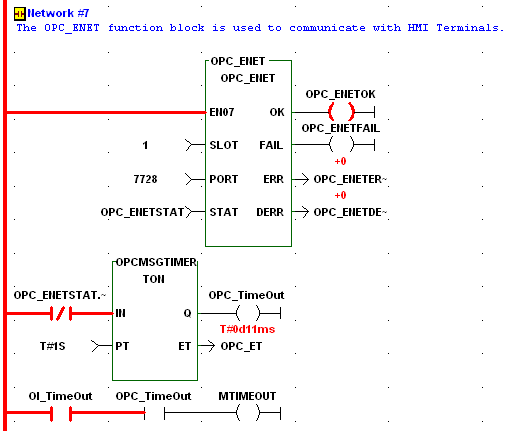 Network #7
The OPC_ENET function block is used to communicate with HMI Terminals.
OPC_ENET
OPC_ENET
OPC_ENETOK
EN07 OK
OPC_ENETFAIL
1 SLOT FAIL
+0
7728 PORT ERR OPC_ENETER~
+0
OPC_ENETSTAT STAT DERR OPC_ENETDE~
OPCMSGTIMER
TON
OPC_ENETSTAT.~ OPC_TimeOut
IN Q
T#0d11ms
T#1S PT ET OPC_ET
OI_TimeOut OPC_TimeOut MTIMEOUT